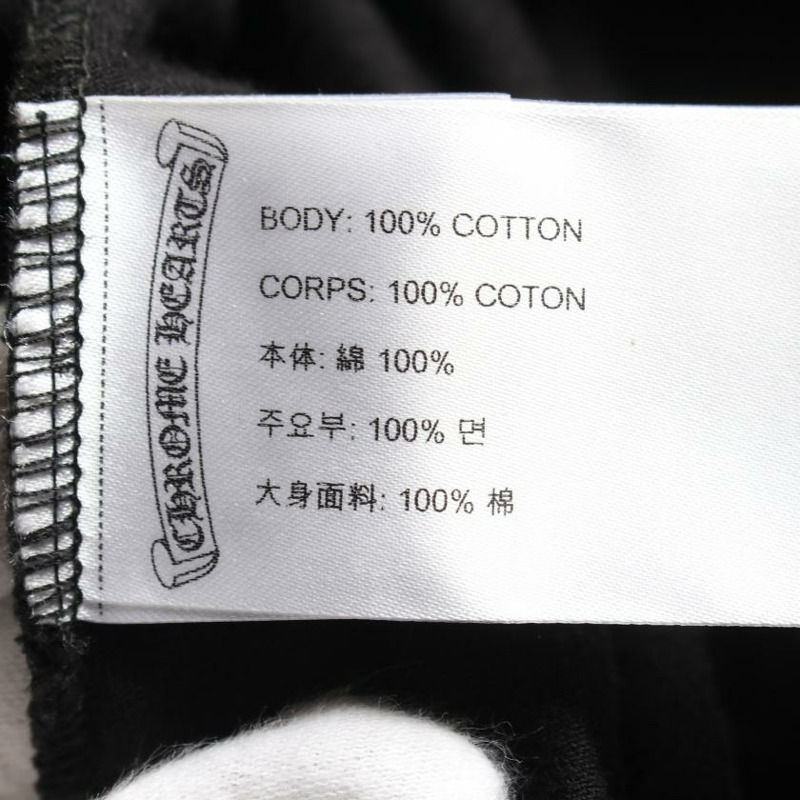 CHROME HEARTS
BODY: 100% COTTON
CORPS: 100% COTON
本体: 綿 100%
주요부: 100% 면
大身面料: 100% 棉